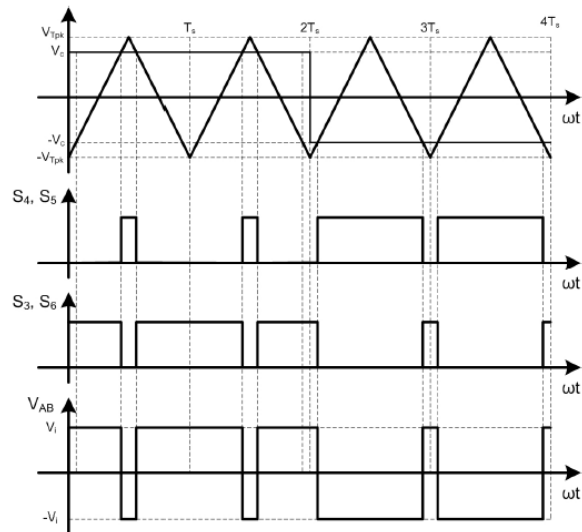 V_Tpk T_s 2T_s 3T_s 4T_s
V_c
ωt
-V_c
-V_Tpk
S_4, S_5
ωt
S_3, S_6
ωt
V_AB
V_i
ωt
-V_i